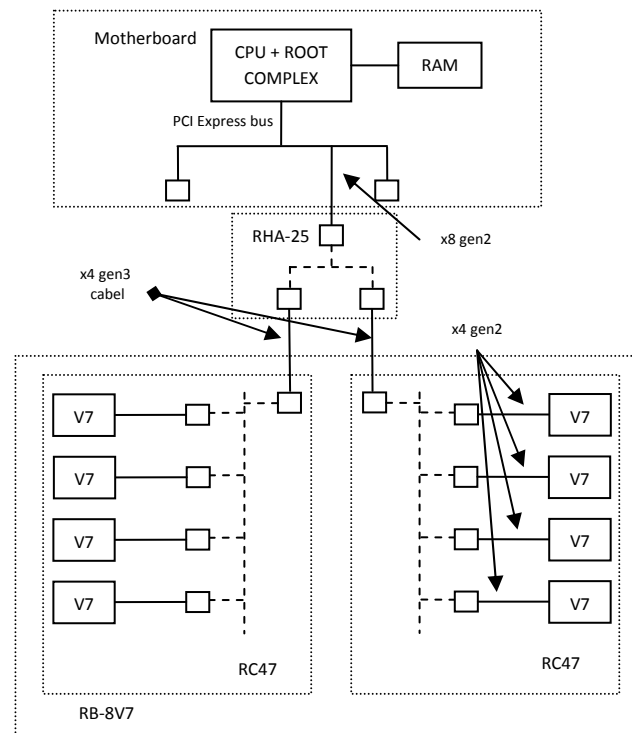 Motherboard
CPU + ROOT
COMPLEX
RAM
PCI Express bus
RHA-25
x8 gen2
x4 gen3
cabel
x4 gen2
V7
V7
V7
V7
V7
V7
V7
V7
RC47
RC47
RB-8V7